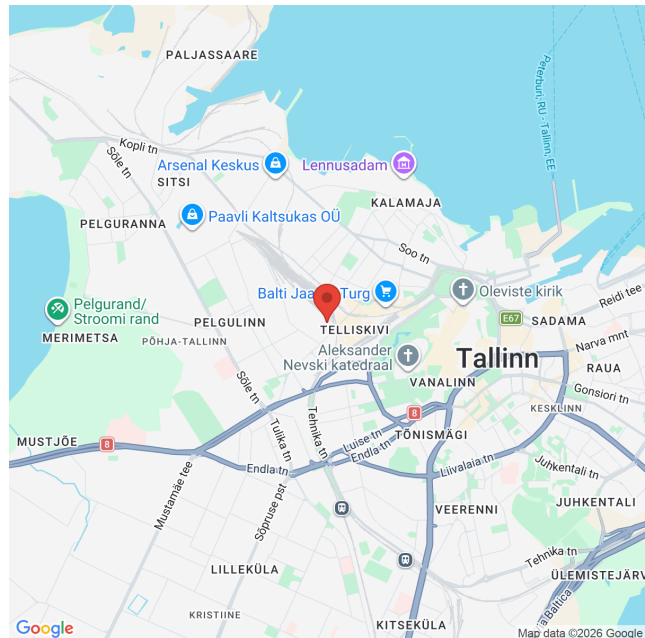 PALJASSAARE
Peterburi, RU - Tallinn, EE
Kopli tn
Sõle tn
Arsenal Keskus
Lennusadam
SITSI
KALAMAJA
Paavli Kaltsukas OÜ
PELGURANNA
Soo tn
Balti Jaa
Turg
Oleviste kirik
Reidi tee
Pelgurand/
Stroomi rand
PELGULINN
TELLISKIVI
E67
SADAMA
MERIMETSA
PÕHJA-TALLINN
Narva mnt
Aleksander
Nevski katedraal
Tallinn
RAUA
Sõle tn
VANALINN
Gonsiori tn
8
KESKLINN
MUSTJÕE
8
Tulika tn
Tehnika tn
Luise tn
TÕNISMÄGI
Endla tn
Endla tn
Liivalaia tn
Juhkentali tn
Mustamäe tee
Sõpruse pst
VEERENNI
JUHKENTALI
Tehnika tn
LILLEKÜLA
ÜLEMISTEJÄRV
KRISTIINE
KITSEKÜLA
a Baltica
Google
Map data ©2026 Google